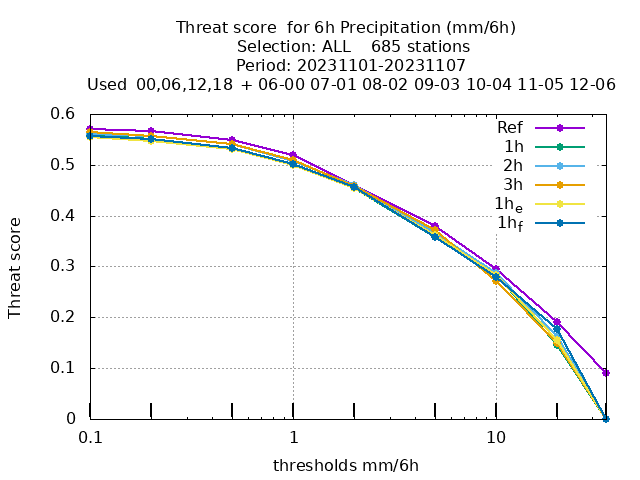 Threat score  for 6h Precipitation (mm/6h)
Selection: ALL    685 stations
Period: 20231101-20231107
Used  00,06,12,18  + 06-00 07-01 08-02 09-03 10-04 11-05 12-06
0.6
0.5
0.4
0.3
0.2
0.1
0
Threat score
Ref
1h
2h
3h
1he
1hf
0.1 1 10
thresholds mm/6h